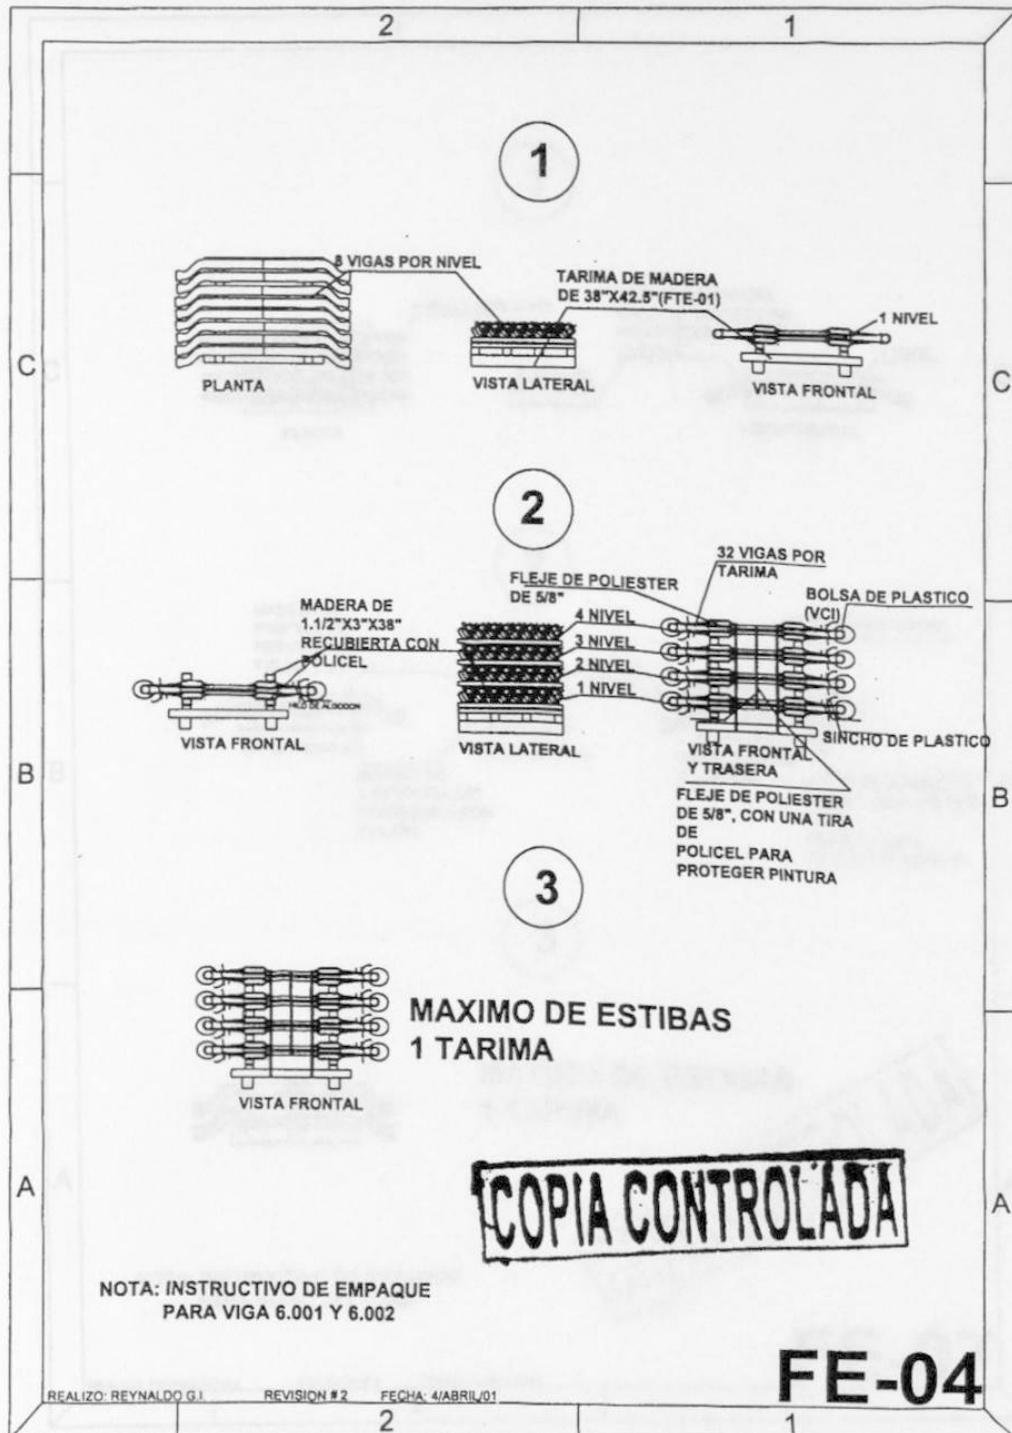 2
1
C
C
1
8 VIGAS POR NIVEL
TARIMA DE MADERA
DE 38"X42.5"(FTE-01)
1 NIVEL
PLANTA
VISTA LATERAL
VISTA FRONTAL
2
32 VIGAS POR
TARIMA
FLEJE DE POLIESTER
DE 5/8"
BOLSA DE PLASTICO
(VCI)
MADERA DE
1.1/2"X3"X38"
RECUBIERTA CON
POLICEL
4 NIVEL
3 NIVEL
2 NIVEL
1 NIVEL
HILO DE ALGODON
VISTA FRONTAL
VISTA LATERAL
VISTA FRONTAL
Y TRASERA
SINCHO DE PLASTICO
B
B
FLEJE DE POLIESTER
DE 5/8", CON UNA TIRA
DE
POLICEL PARA
PROTEGER PINTURA
3
MAXIMO DE ESTIBAS
1 TARIMA
VISTA FRONTAL
A
A
COPIA CONTROLADA
NOTA: INSTRUCTIVO DE EMPAQUE
PARA VIGA 6.001 Y 6.002
FE-04
REALIZO: REYNALDO G.I. REVISION # 2 FECHA: 4/ABRIL/01
2
1